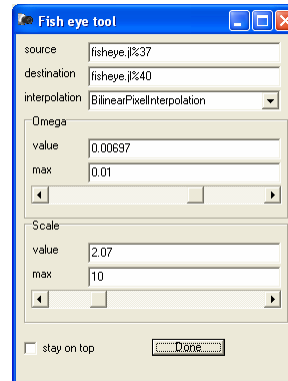 Fish eye tool
source fisheye.jl%37
destination fisheye.jl%40
interpolation BilinearPixelInterpolation
Omega
value 0.00697
max 0.01
Scale
value 2.07
max 10
stay on top Done